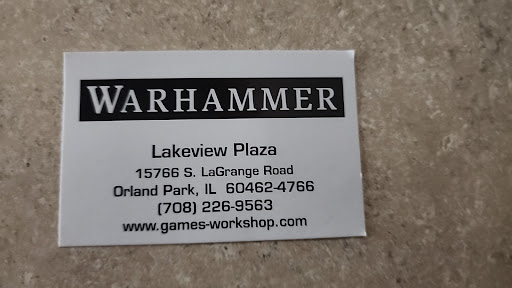 WARHAMMER
Lakeview Plaza
15766 S. LaGrange Road
Orland Park, IL 60462-4766
(708) 226-9563
www.games-workshop.com